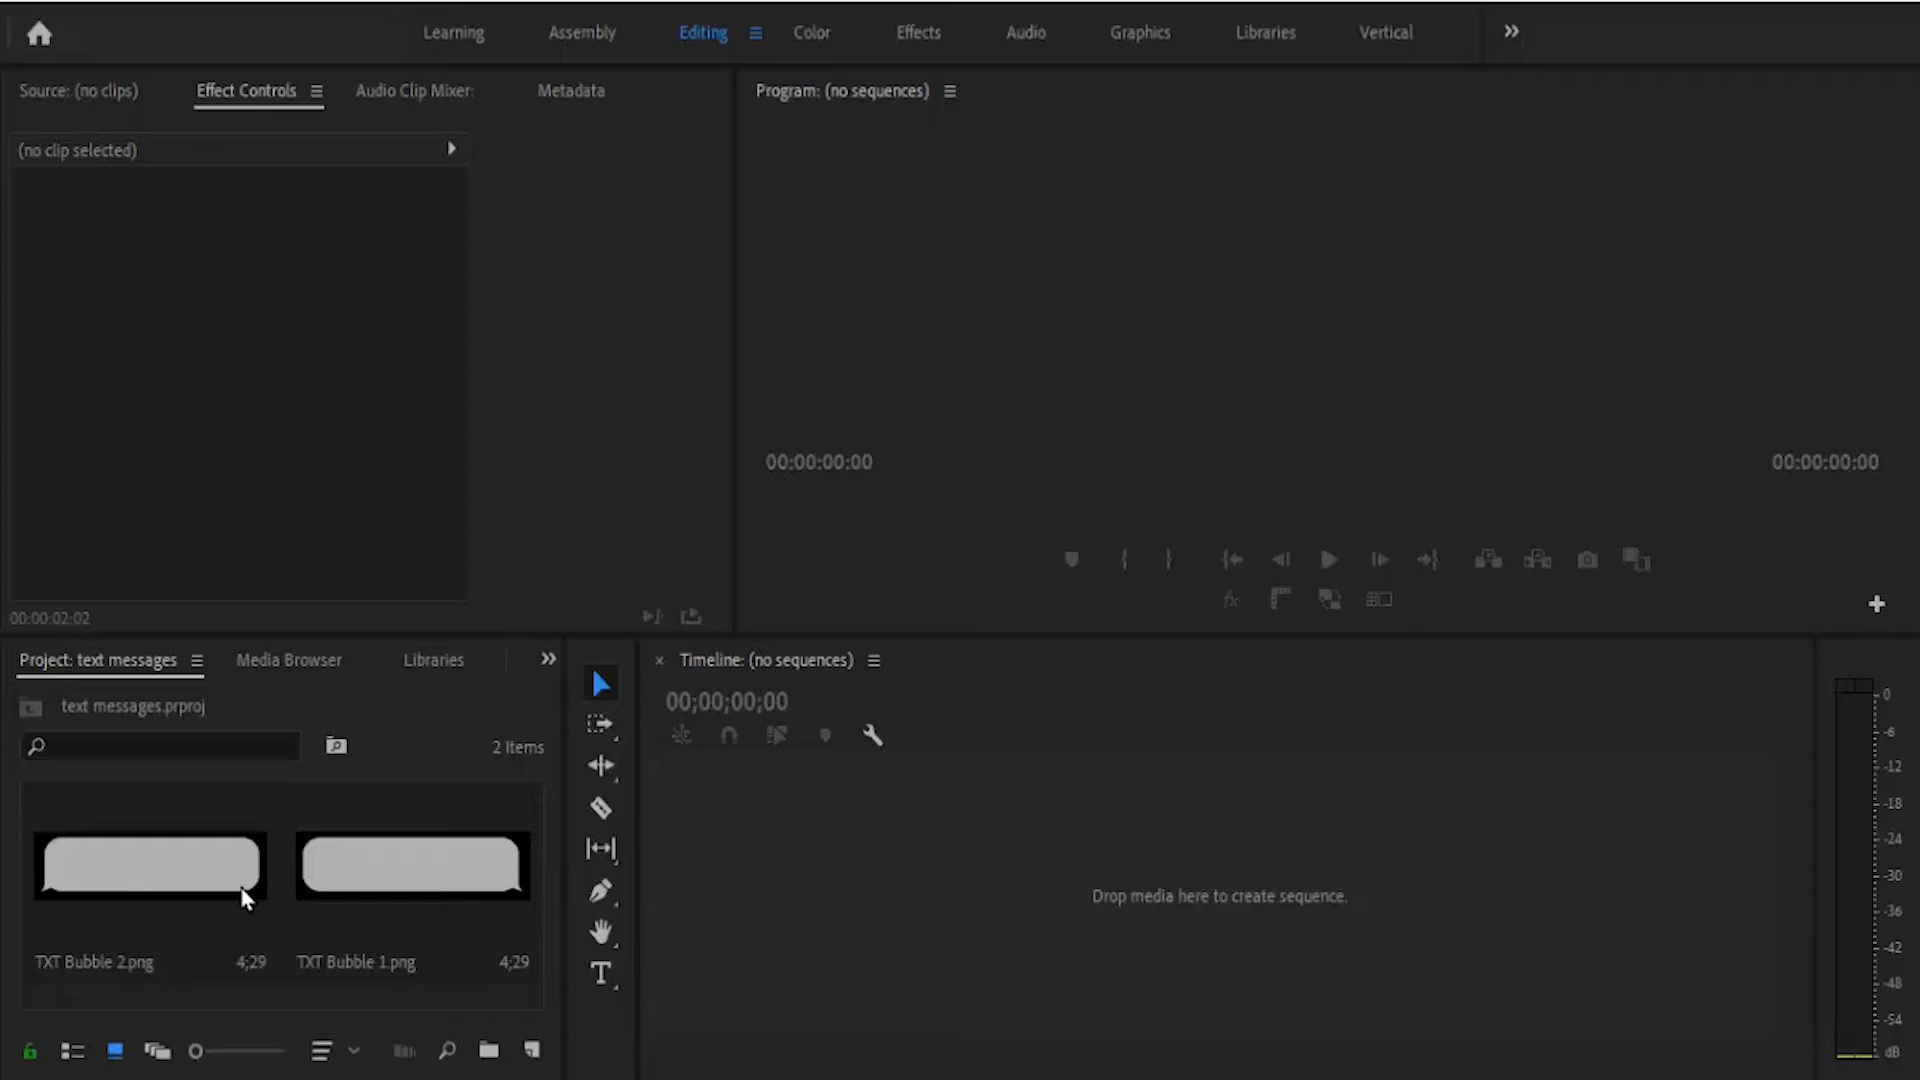 Learning Assembly Editing Color Effects Audio Graphics Libraries Vertical
Source: (no clips) Effect Controls Audio Clip Mixer: Metadata
Program: (no sequences)
(no clip selected)
00:00:00:00 00:00:00:00
fx
00:00:02:02
Project: text messages Media Browser Libraries
Timeline: (no sequences)
text messages.prproj
00;00;00;00
2 Items
Drop media here to create sequence.
TXT Bubble 2.png 4;29 TXT Bubble 1.png 4;29
0
-6
-12
-18
-24
-30
-36
-42
-48
-54
dB